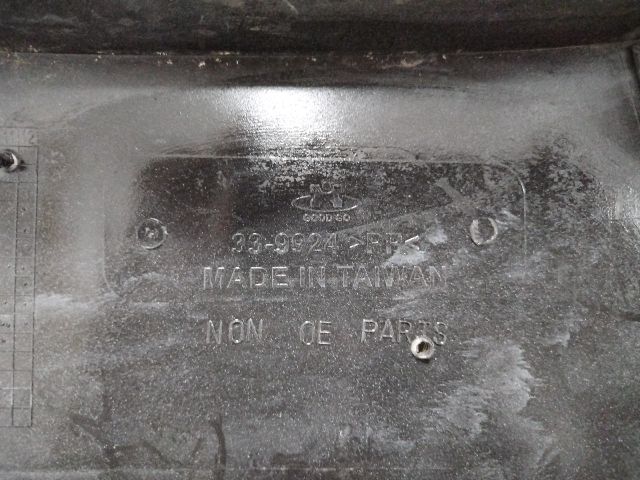 GOOD GO
33-9924 >PP<
MADE IN TAIWAN
NON OE PARTS